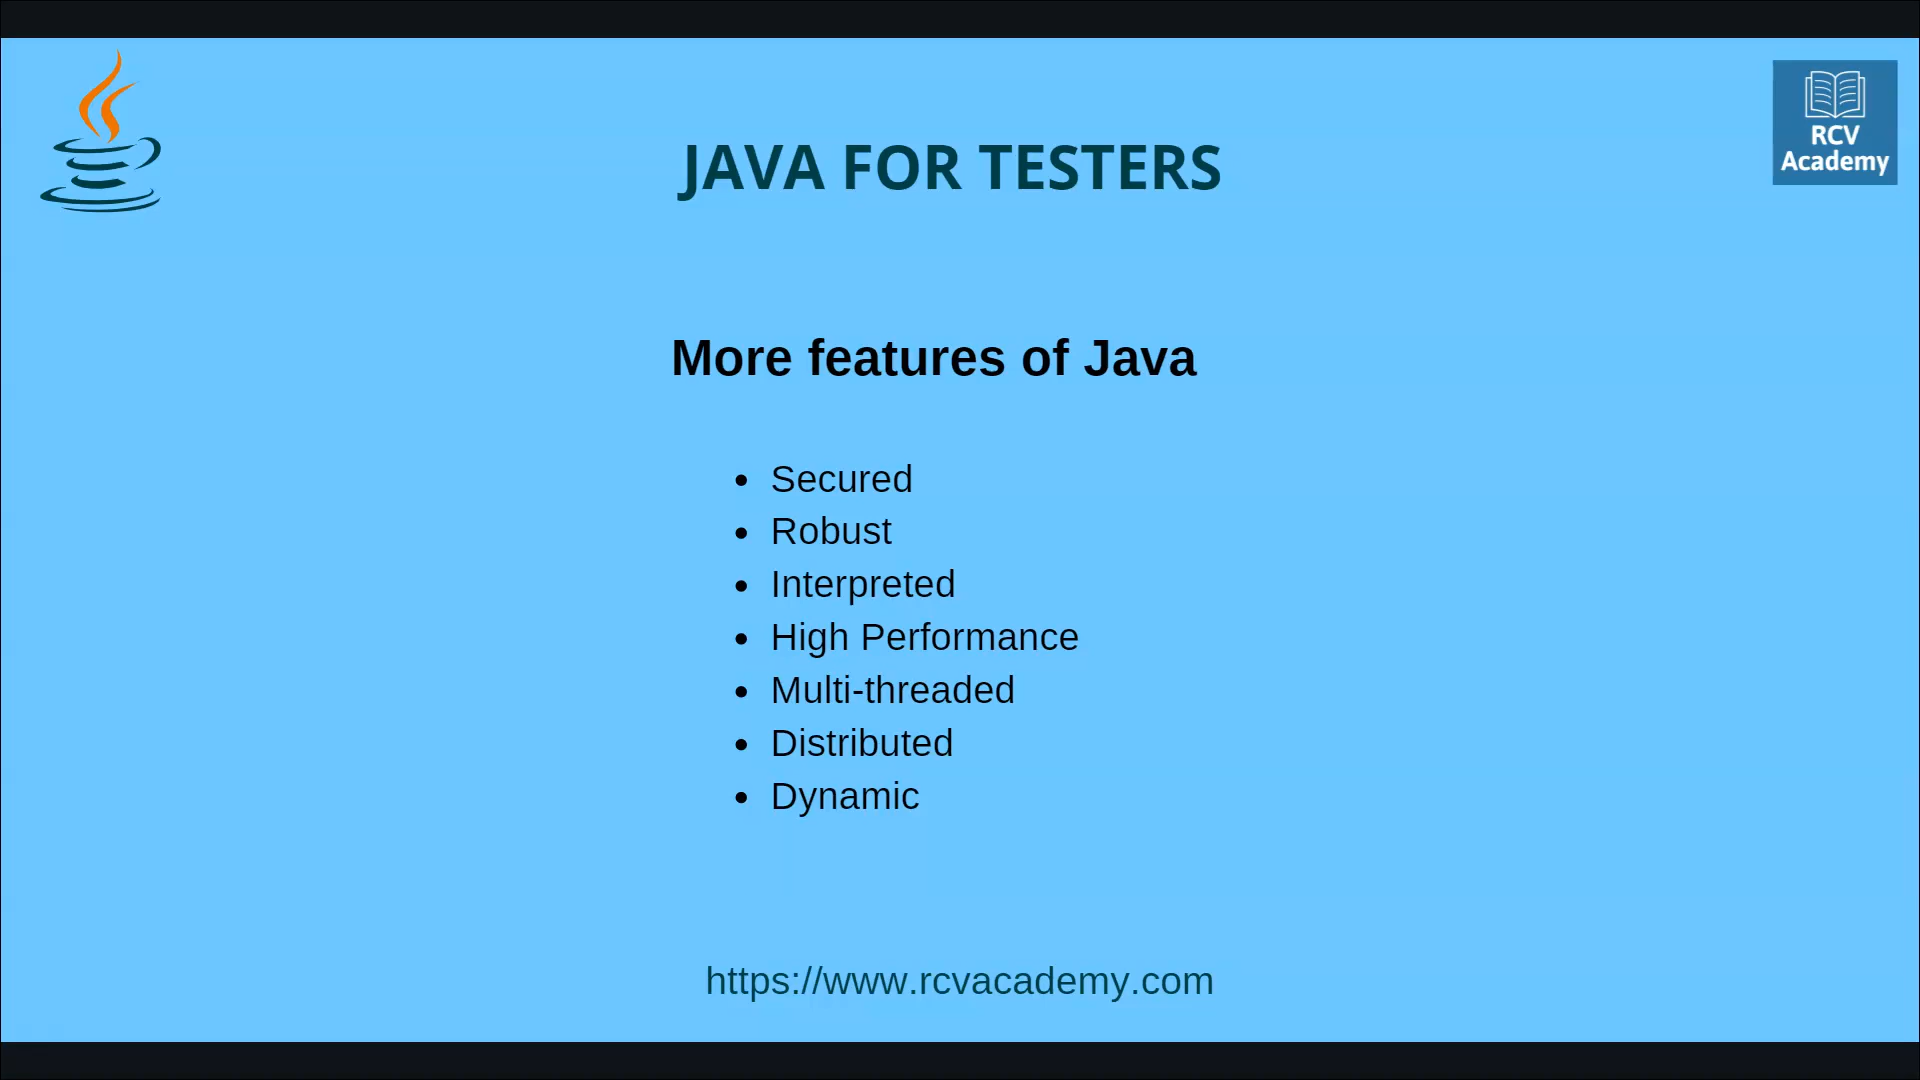 RCV
Academy
JAVA FOR TESTERS
More features of Java
• Secured
• Robust
• Interpreted
• High Performance
• Multi-threaded
• Distributed
• Dynamic
https://www.rcvacademy.com